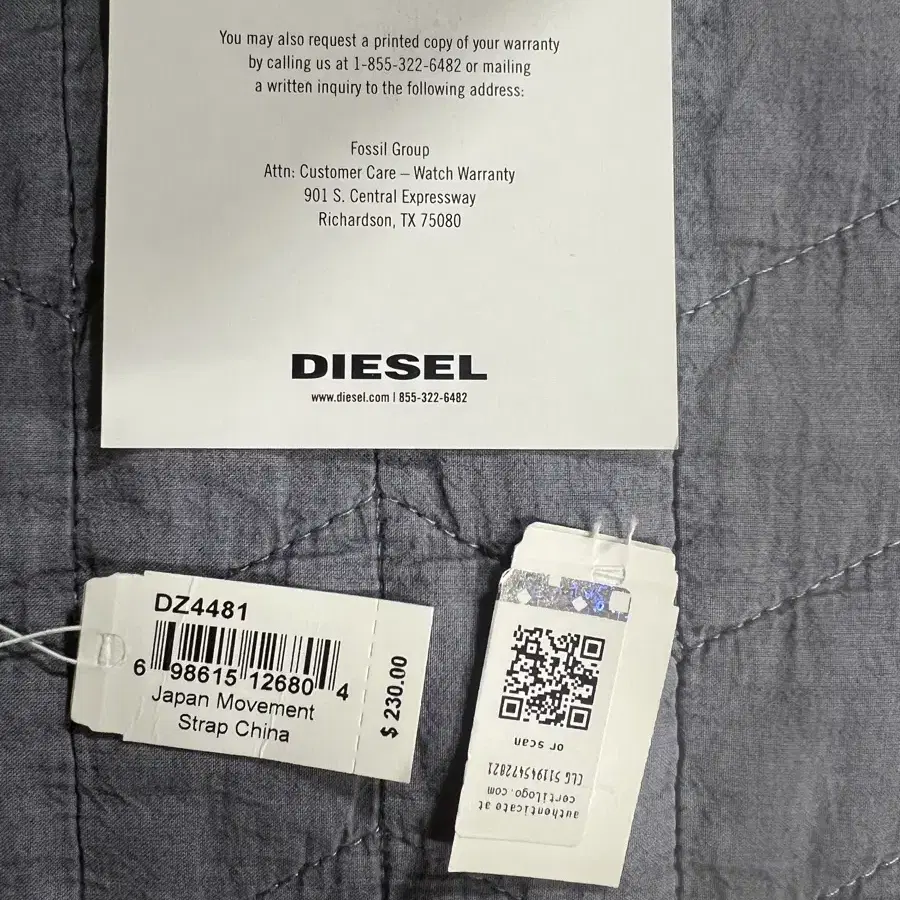 You may also request a printed copy of your warranty
by calling us at 1-855-322-6482 or mailing
a written inquiry to the following address:
Fossil Group
Attn: Customer Care – Watch Warranty
901 S. Central Expressway
Richardson, TX 75080
DIESEL
www.diesel.com | 855-322-6482
DZ4481
6 98615 12680 4
Japan Movement
Strap China
$ 230.00
authenticate at
certilogo.com
CLG 511945472821
or scan